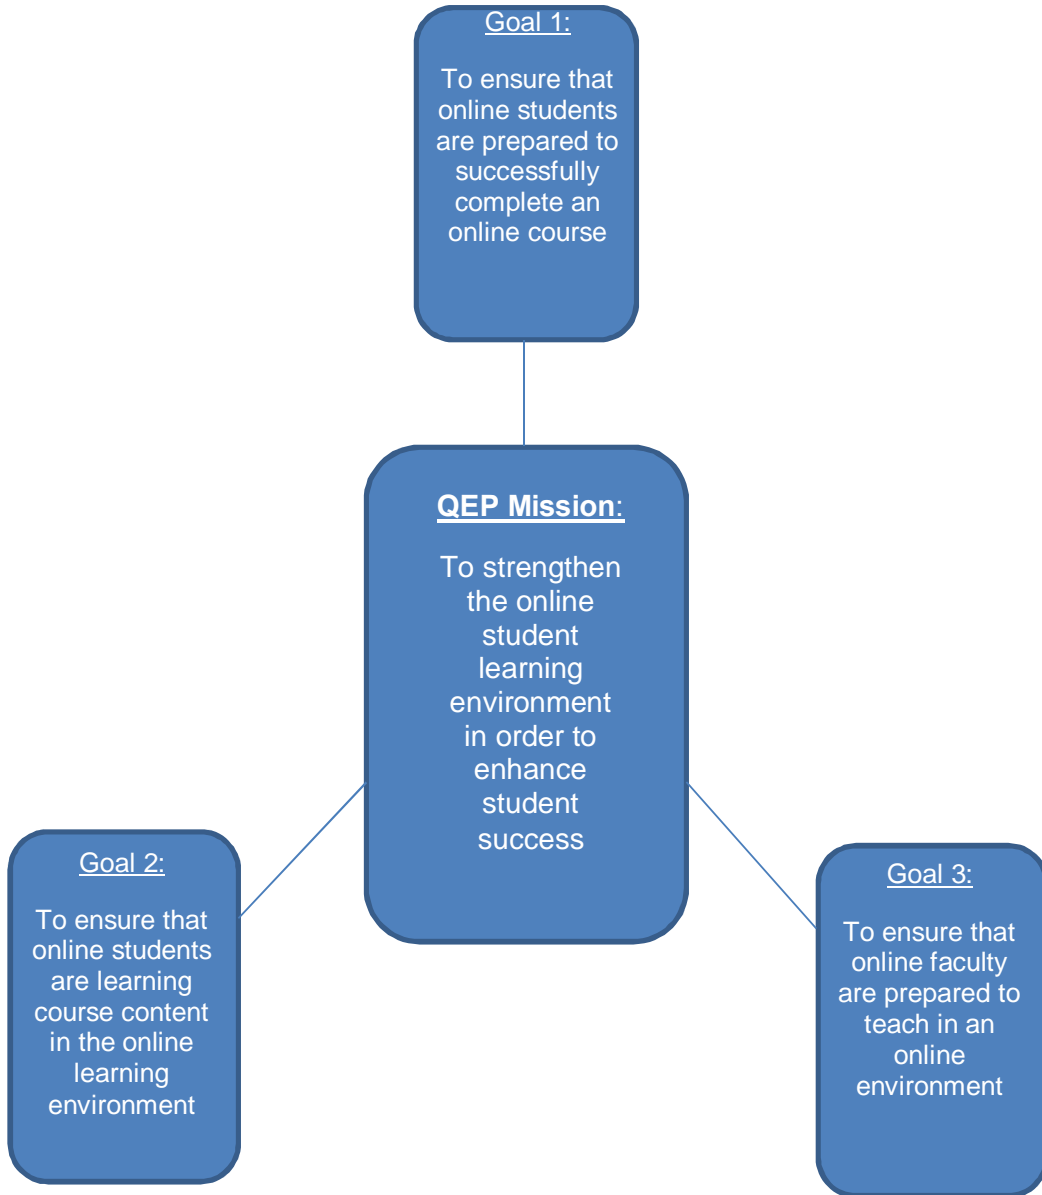 Goal 1:
To ensure that
online students
are prepared to
successfully
complete an
online course
QEP Mission:
To strengthen
the online
student
learning
environment
in order to
enhance
student
success
Goal 2:
To ensure that
online students
are learning
course content
in the online
learning
environment
Goal 3:
To ensure that
online faculty
are prepared to
teach in an
online
environment